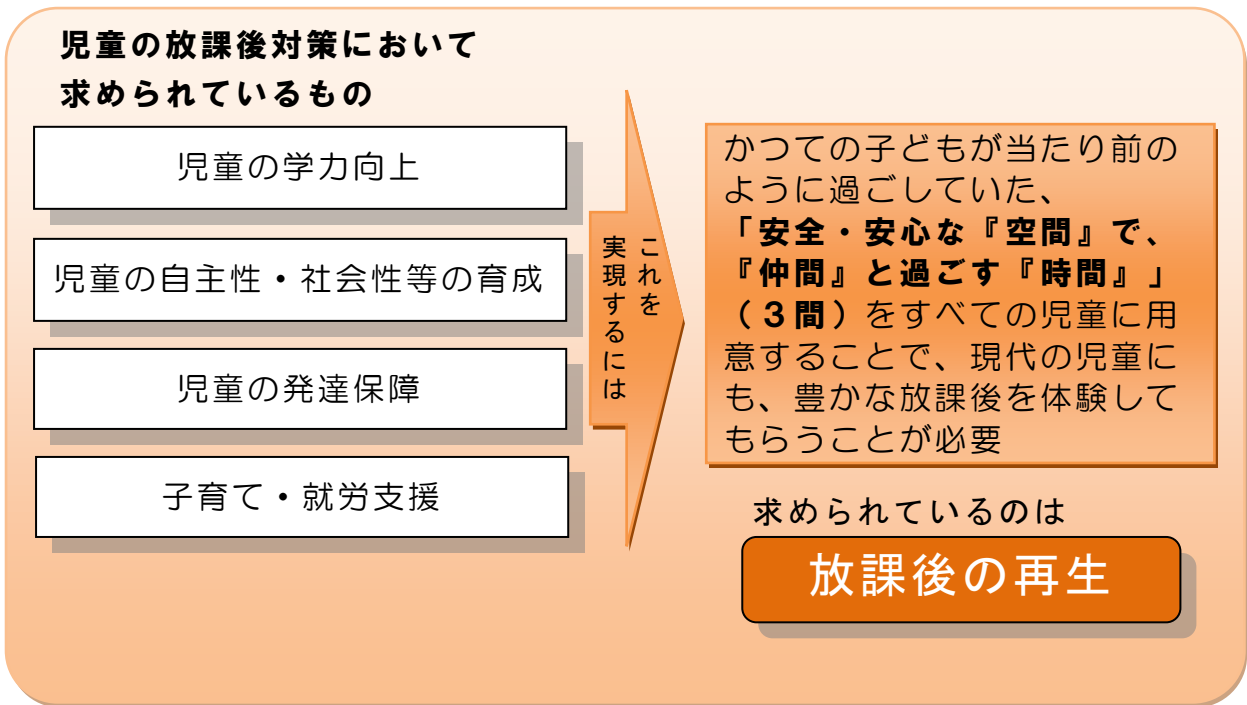 児童の放課後対策において
求められているもの
児童の学力向上
児童の自主性・社会性等の育成
児童の発達保障
子育て・就労支援
これを
実現するには
かつての子どもが当たり前の
ように過ごしていた、
「安全・安心な『空間』で、
『仲間』と過ごす『時間』」
（３間）をすべての児童に用
意することで、現代の児童に
も、豊かな放課後を体験して
もらうことが必要
求められているのは
放課後の再生